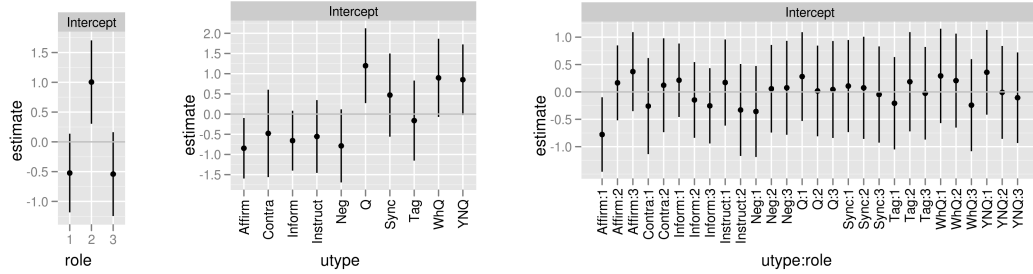 Intercept
1.5
1.0
0.5
0.0
-0.5
-1.0
estimate
1 2 3
role
Intercept
2.0
1.5
1.0
0.5
0.0
-0.5
-1.0
-1.5
estimate
Affirm
Contra
Inform
Instruct
Neg
Q
Sync
Tag
WhQ
YNQ
utype
Intercept
1.0
0.5
0.0
-0.5
-1.0
estimate
Affirm:1
Affirm:2
Affirm:3
Contra:1
Contra:2
Inform:1
Inform:2
Inform:3
Instruct:1
Instruct:2
Neg:1
Neg:2
Neg:3
Q:1
Q:2
Q:3
Sync:1
Sync:2
Sync:3
Tag:1
Tag:2
Tag:3
WhQ:1
WhQ:2
WhQ:3
YNQ:1
YNQ:2
YNQ:3
utype:role